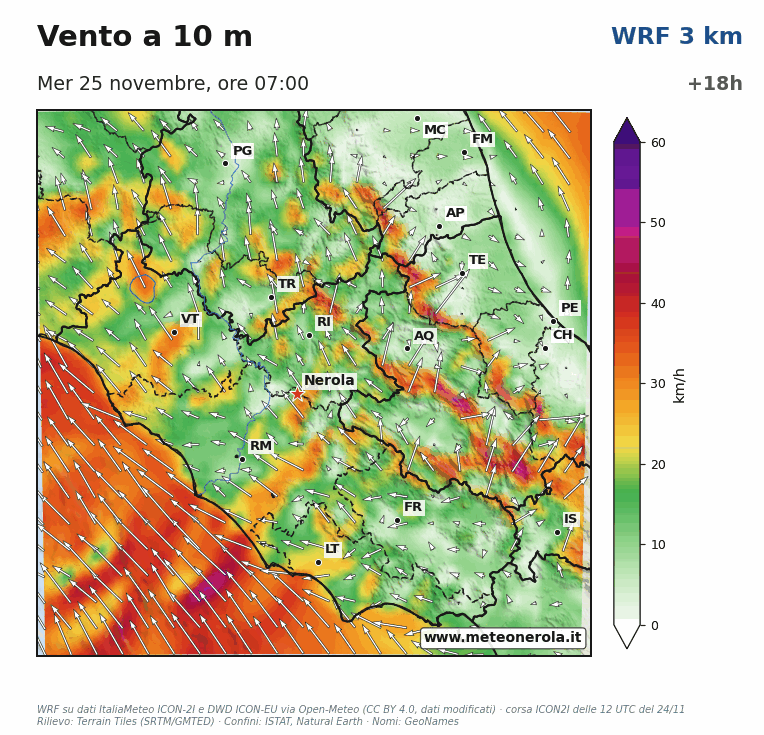 Vento a 10 m
WRF 3 km
Mer 25 novembre, ore 07:00
+18h
MC
FM
PG
AP
TE
TR
PE
VT
RI
AQ
CH
Nerola
RM
FR
IS
LT
www.meteonerola.it
60
50
40
30
20
10
0
km/h
WRF su dati ItaliaMeteo ICON-2I e DWD ICON-EU via Open-Meteo (CC BY 4.0, dati modificati) · corsa ICON2I delle 12 UTC del 24/11
Rilievo: Terrain Tiles (SRTM/GMTED) · Confini: ISTAT, Natural Earth · Nomi: GeoNames